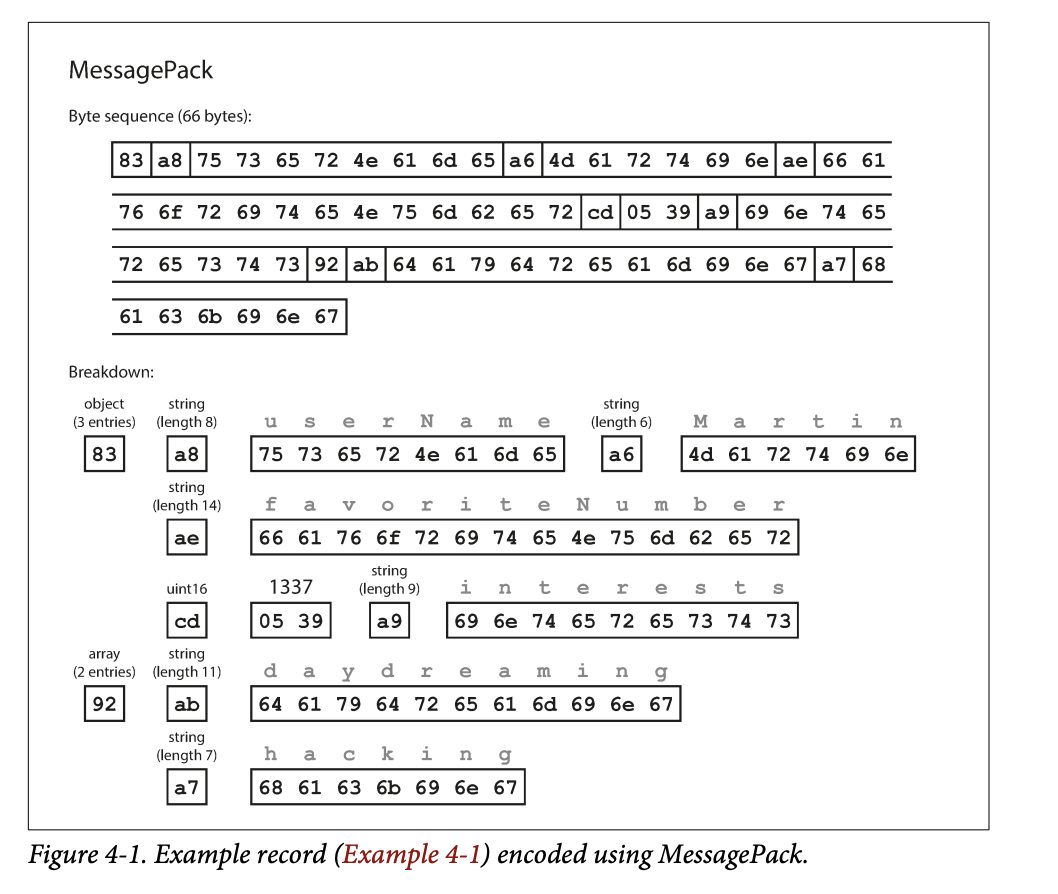 MessagePack
Byte sequence (66 bytes):
83 a8 75 73 65 72 4e 61 6d 65 a6 4d 61 72 74 69 6e ae 66 61
76 6f 72 69 74 65 4e 75 6d 62 65 72 cd 05 39 a9 69 6e 74 65
72 65 73 74 73 92 ab 64 61 79 64 72 65 61 6d 69 6e 67 a7 68
61 63 6b 69 6e 67
Breakdown:
object string string
(3 entries) (length 8) u s e r N a m e (length 6) M a r t i n
83 a8 75 73 65 72 4e 61 6d 65 a6 4d 61 72 74 69 6e
string
(length 14) f a v o r i t e N u m b e r
ae 66 61 76 6f 72 69 74 65 4e 75 6d 62 65 72
string
uint16 1337 (length 9) i n t e r e s t s
cd 05 39 a9 69 6e 74 65 72 65 73 74 73
array string
(2 entries) (length 11) d a y d r e a m i n g
92 ab 64 61 79 64 72 65 61 6d 69 6e 67
string
(length 7) h a c k i n g
a7 68 61 63 6b 69 6e 67
Figure 4-1. Example record (Example 4-1) encoded using MessagePack.